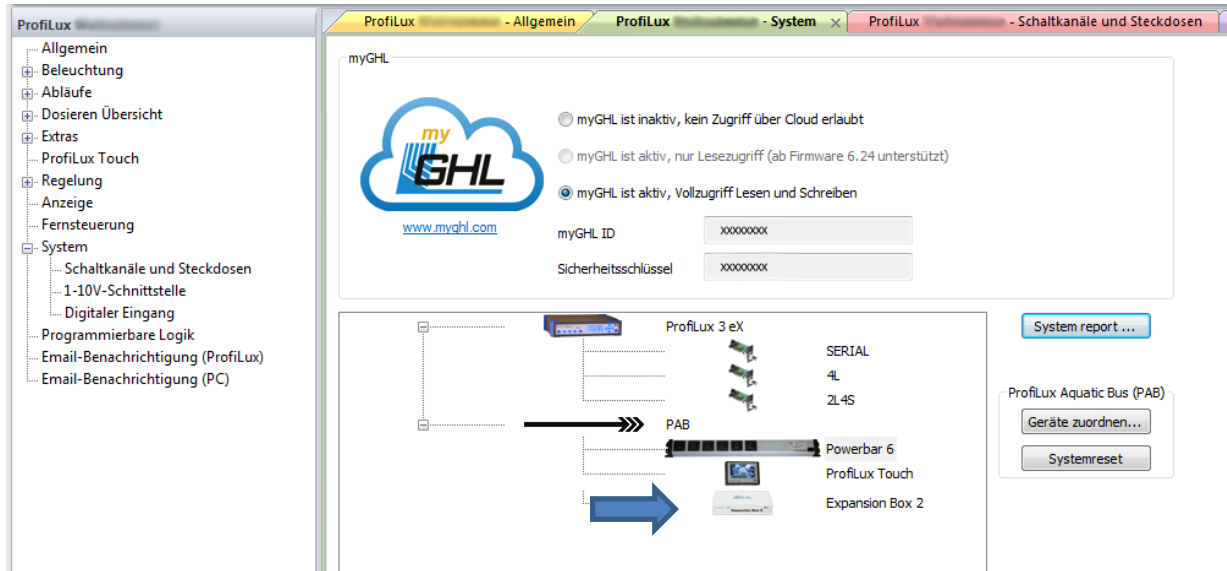 ProfiLux
Allgemein
Beleuchtung
Abläufe
Dosieren Übersicht
Extras
ProfiLux Touch
Regelung
Anzeige
Fernsteuerung
System
Schaltkanäle und Steckdosen
1-10V-Schnittstelle
Digitaler Eingang
Programmierbare Logik
Email-Benachrichtigung (ProfiLux)
Email-Benachrichtigung (PC)
ProfiLux - Allgemein
ProfiLux - System
ProfiLux - Schaltkanäle und Steckdosen
myGHL
my
GHL
www.myghl.com
myGHL ist inaktiv, kein Zugriff über Cloud erlaubt
myGHL ist aktiv, nur Lesezugriff (ab Firmware 6.24 unterstützt)
myGHL ist aktiv, Vollzugriff Lesen und Schreiben
myGHL ID xxxxxxxx
Sicherheitsschlüssel xxxxxxxx
ProfiLux 3 eX
SERIAL
4L
2L4S
PAB
Powerbar 6
ProfiLux Touch
Expansion Box 2
System report ...
ProfiLux Aquatic Bus (PAB)
Geräte zuordnen...
Systemreset